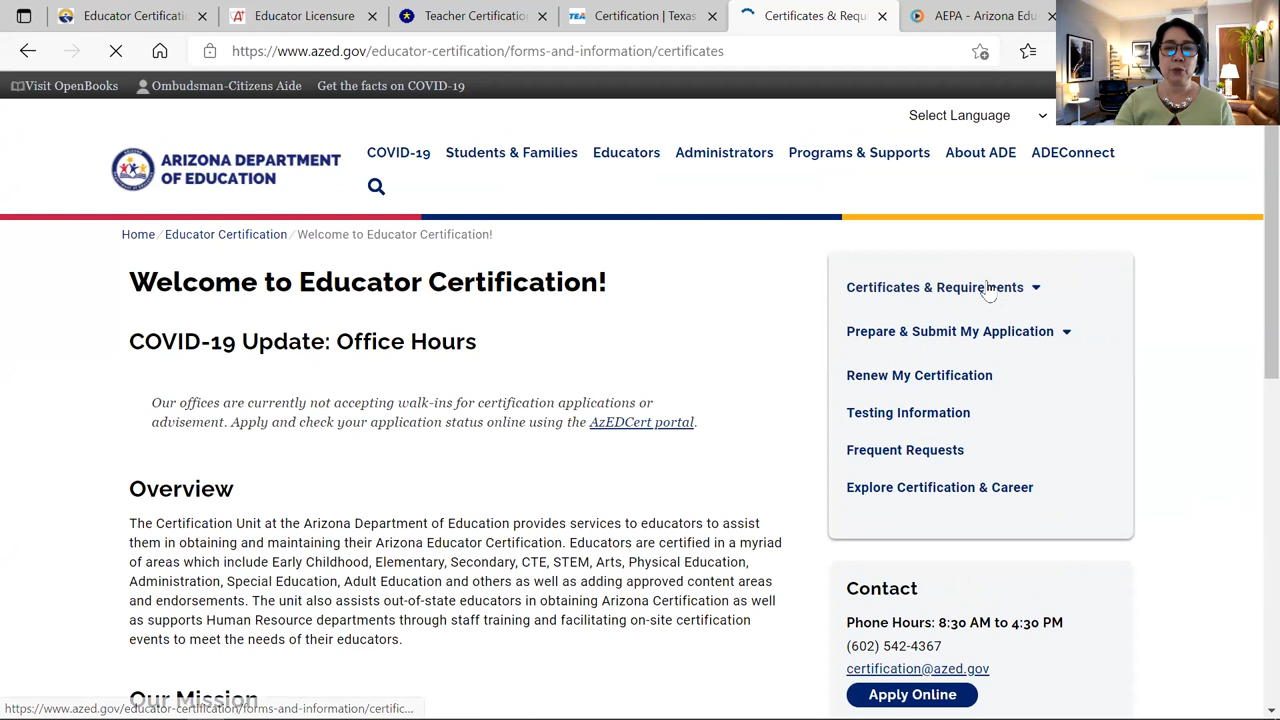 Educator Certificati
Educator Licensure
Teacher Certification
TEA
Certification | Texas
Certificates & Requ
AEPA - Arizona Edu
https://www.azed.gov/educator-certification/forms-and-information/certificates
Visit OpenBooks
Ombudsman-Citizens Aide
Get the facts on COVID-19
Select Language
ARIZONA DEPARTMENT
OF EDUCATION
COVID-19
Students & Families
Educators
Administrators
Programs & Supports
About ADE
ADEConnect
Home / Educator Certification / Welcome to Educator Certification!
Welcome to Educator Certification!
COVID-19 Update: Office Hours
Our offices are currently not accepting walk-ins for certification applications or
advisement. Apply and check your application status online using the AzEDCert portal.
Overview
The Certification Unit at the Arizona Department of Education provides services to educators to assist
them in obtaining and maintaining their Arizona Educator Certification. Educators are certified in a myriad
of areas which include Early Childhood, Elementary, Secondary, CTE, STEM, Arts, Physical Education,
Administration, Special Education, Adult Education and others as well as adding approved content areas
and endorsements. The unit also assists out-of-state educators in obtaining Arizona Certification as well
as supports Human Resource departments through staff training and facilitating on-site certification
events to meet the needs of their educators.
Our Mission
Certificates & Requirements
Prepare & Submit My Application
Renew My Certification
Testing Information
Frequent Requests
Explore Certification & Career
Contact
Phone Hours: 8:30 AM to 4:30 PM
(602) 542-4367
certification@azed.gov
Apply Online
https://www.azed.gov/educator-certification/forms-and-information/certific...